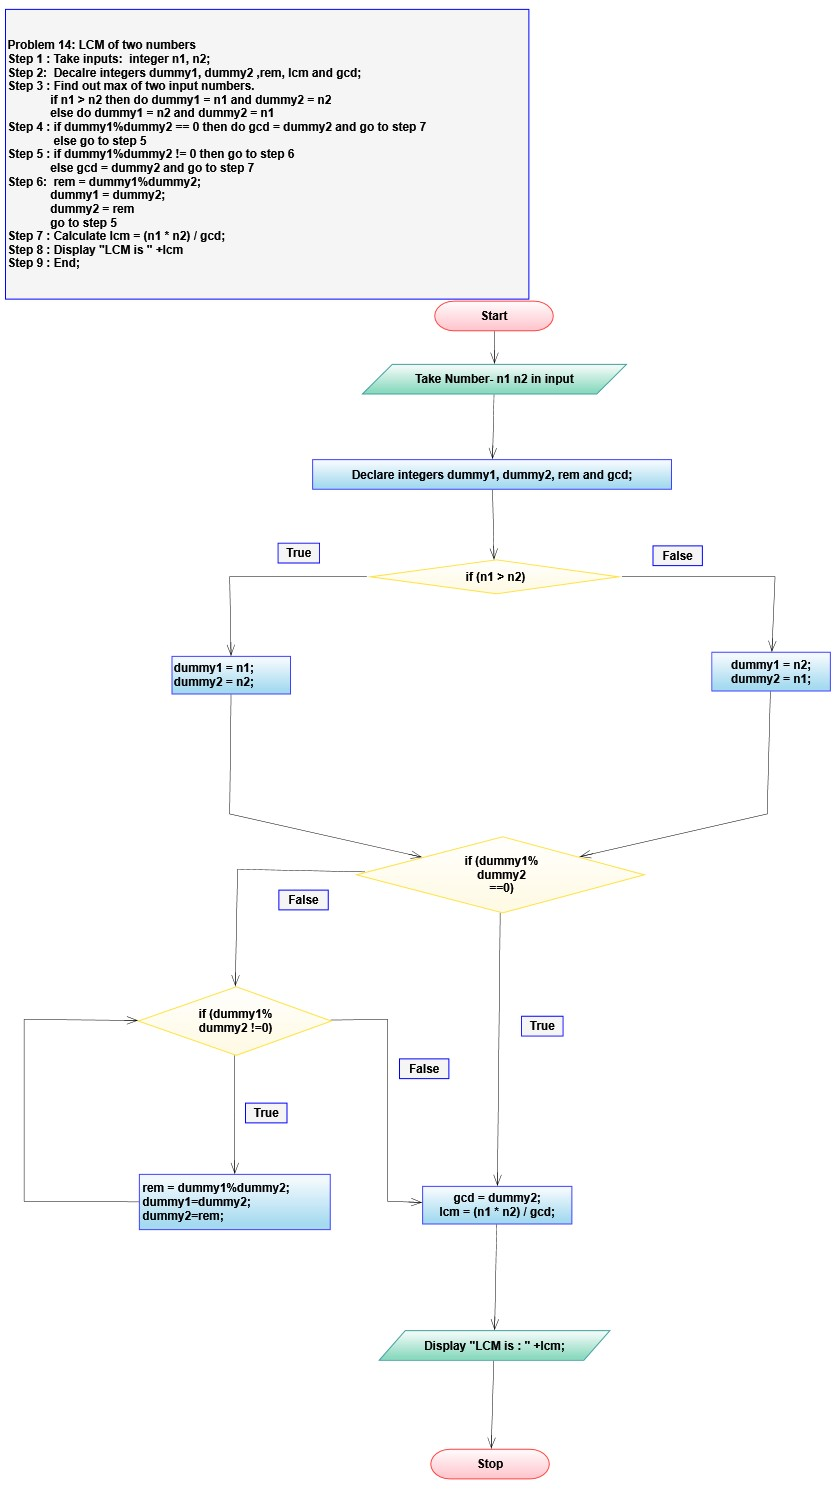 Problem 14: LCM of two numbers
Step 1 : Take inputs:  integer n1, n2;
Step 2:  Decalre integers dummy1, dummy2 ,rem, lcm and gcd;
Step 3 : Find out max of two input numbers.
if n1 > n2 then do dummy1 = n1 and dummy2 = n2
else do dummy1 = n2 and dummy2 = n1
Step 4 : if dummy1%dummy2 == 0 then do gcd = dummy2 and go to step 7
else go to step 5
Step 5 : if dummy1%dummy2 != 0 then go to step 6
else gcd = dummy2 and go to step 7
Step 6:  rem = dummy1%dummy2;
dummy1 = dummy2;
dummy2 = rem
go to step 5
Step 7 : Calculate lcm = (n1 * n2) / gcd;
Step 8 : Display "LCM is " +lcm
Step 9 : End;
Start
Take Number- n1 n2 in input
Declare integers dummy1, dummy2, rem and gcd;
True
False
if (n1 > n2)
dummy1 = n1;
dummy2 = n2;
dummy1 = n2;
dummy2 = n1;
if (dummy1%
dummy2
==0)
False
if (dummy1%
dummy2 !=0)
True
False
True
rem = dummy1%dummy2;
dummy1=dummy2;
dummy2=rem;
gcd = dummy2;
lcm = (n1 * n2) / gcd;
Display "LCM is : " +lcm;
Stop